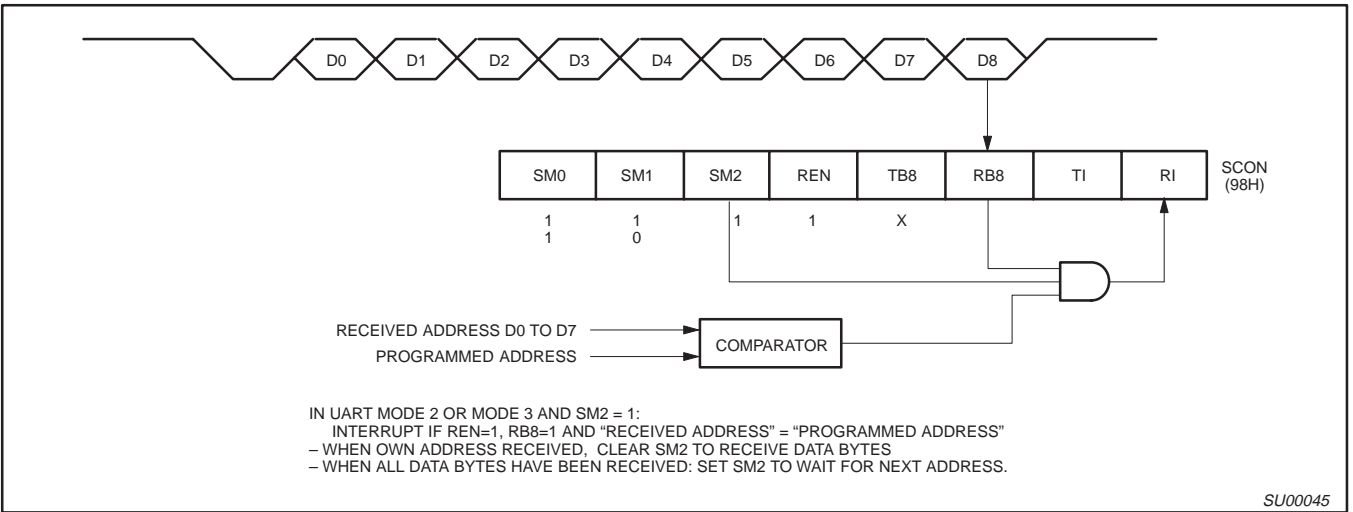 D0 D1 D2 D3 D4 D5 D6 D7 D8
SM0 SM1 SM2 REN TB8 RB8 TI RI
SCON
(98H)
1 1 1 1 X
1 0
RECEIVED ADDRESS D0 TO D7
PROGRAMMED ADDRESS
COMPARATOR
IN UART MODE 2 OR MODE 3 AND SM2 = 1:
INTERRUPT IF REN=1, RB8=1 AND “RECEIVED ADDRESS” = “PROGRAMMED ADDRESS”
– WHEN OWN ADDRESS RECEIVED, CLEAR SM2 TO RECEIVE DATA BYTES
– WHEN ALL DATA BYTES HAVE BEEN RECEIVED: SET SM2 TO WAIT FOR NEXT ADDRESS.
SU00045